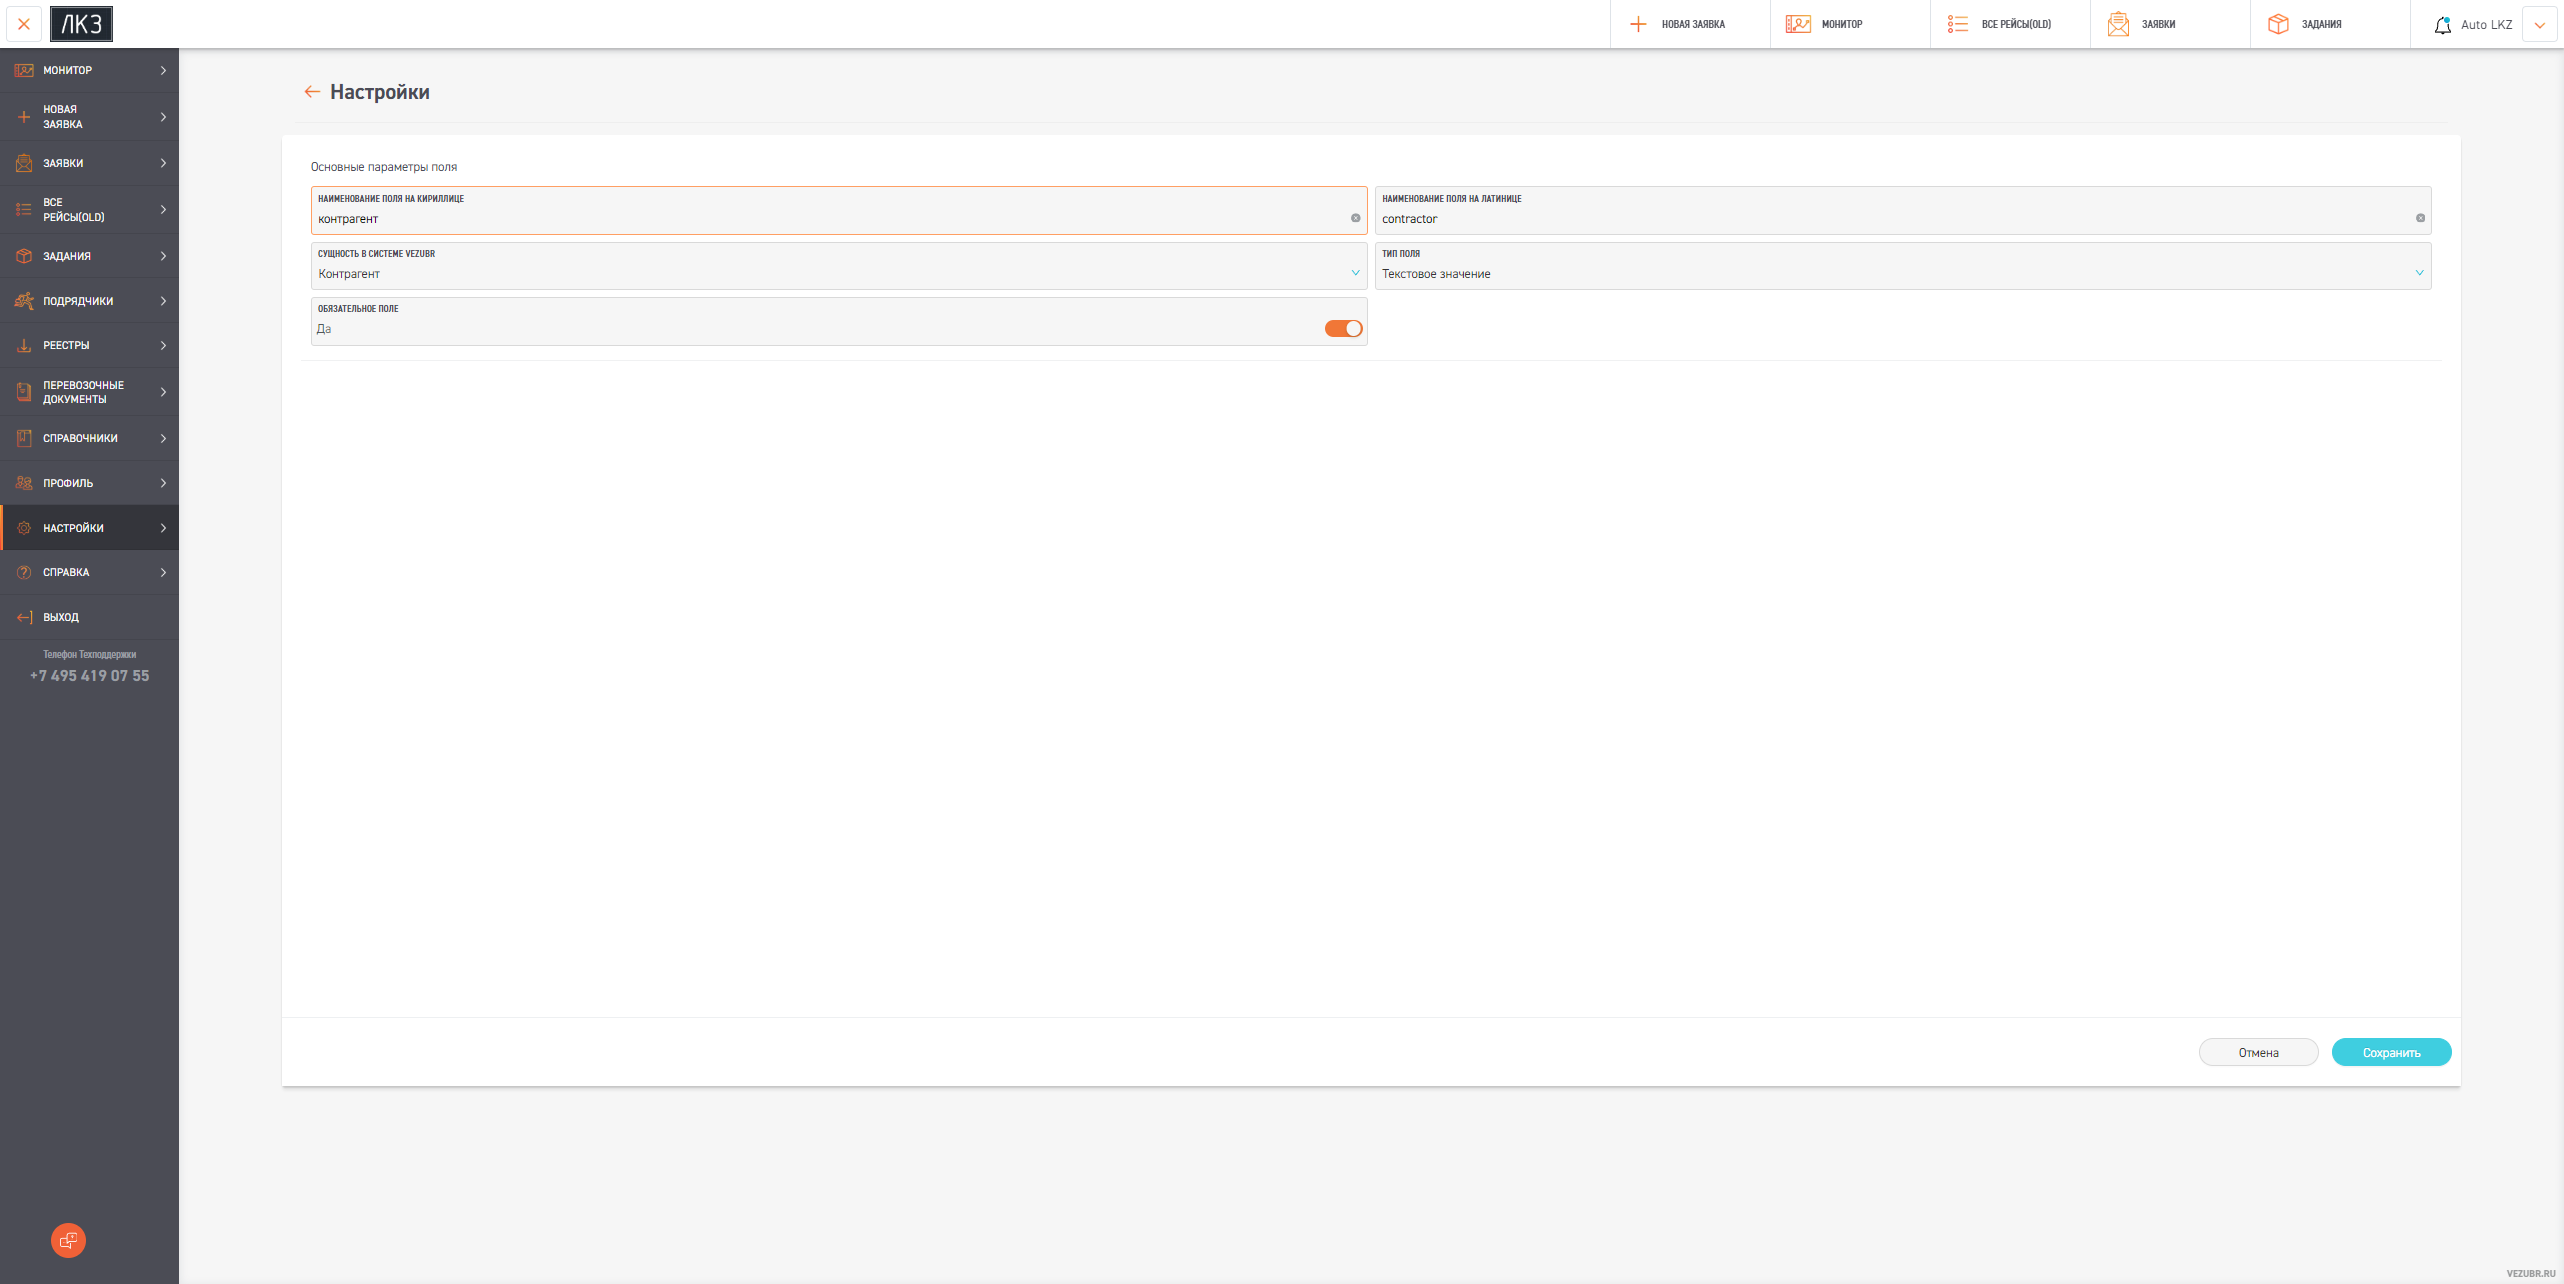 ЛКЗ
НОВАЯ ЗАЯВКА
МОНИТОР
ВСЕ РЕЙСЫ(OLD)
ЗАЯВКИ
ЗАДАНИЯ
Auto LKZ
МОНИТОР
НОВАЯ
ЗАЯВКА
ЗАЯВКИ
ВСЕ
РЕЙСЫ(OLD)
ЗАДАНИЯ
ПОДРЯДЧИКИ
РЕЕСТРЫ
ПЕРЕВОЗОЧНЫЕ
ДОКУМЕНТЫ
СПРАВОЧНИКИ
ПРОФИЛЬ
НАСТРОЙКИ
СПРАВКА
ВЫХОД
Телефон Техподдержки
+7 495 419 07 55
Настройки
Основные параметры поля
НАИМЕНОВАНИЕ ПОЛЯ НА КИРИЛЛИЦЕ
контрагент
НАИМЕНОВАНИЕ ПОЛЯ НА ЛАТИНИЦЕ
contractor
СУЩНОСТЬ В СИСТЕМЕ VEZUBR
Контрагент
ТИП ПОЛЯ
Текстовое значение
ОБЯЗАТЕЛЬНОЕ ПОЛЕ
Да
Отмена
Сохранить
VEZUBR.RU